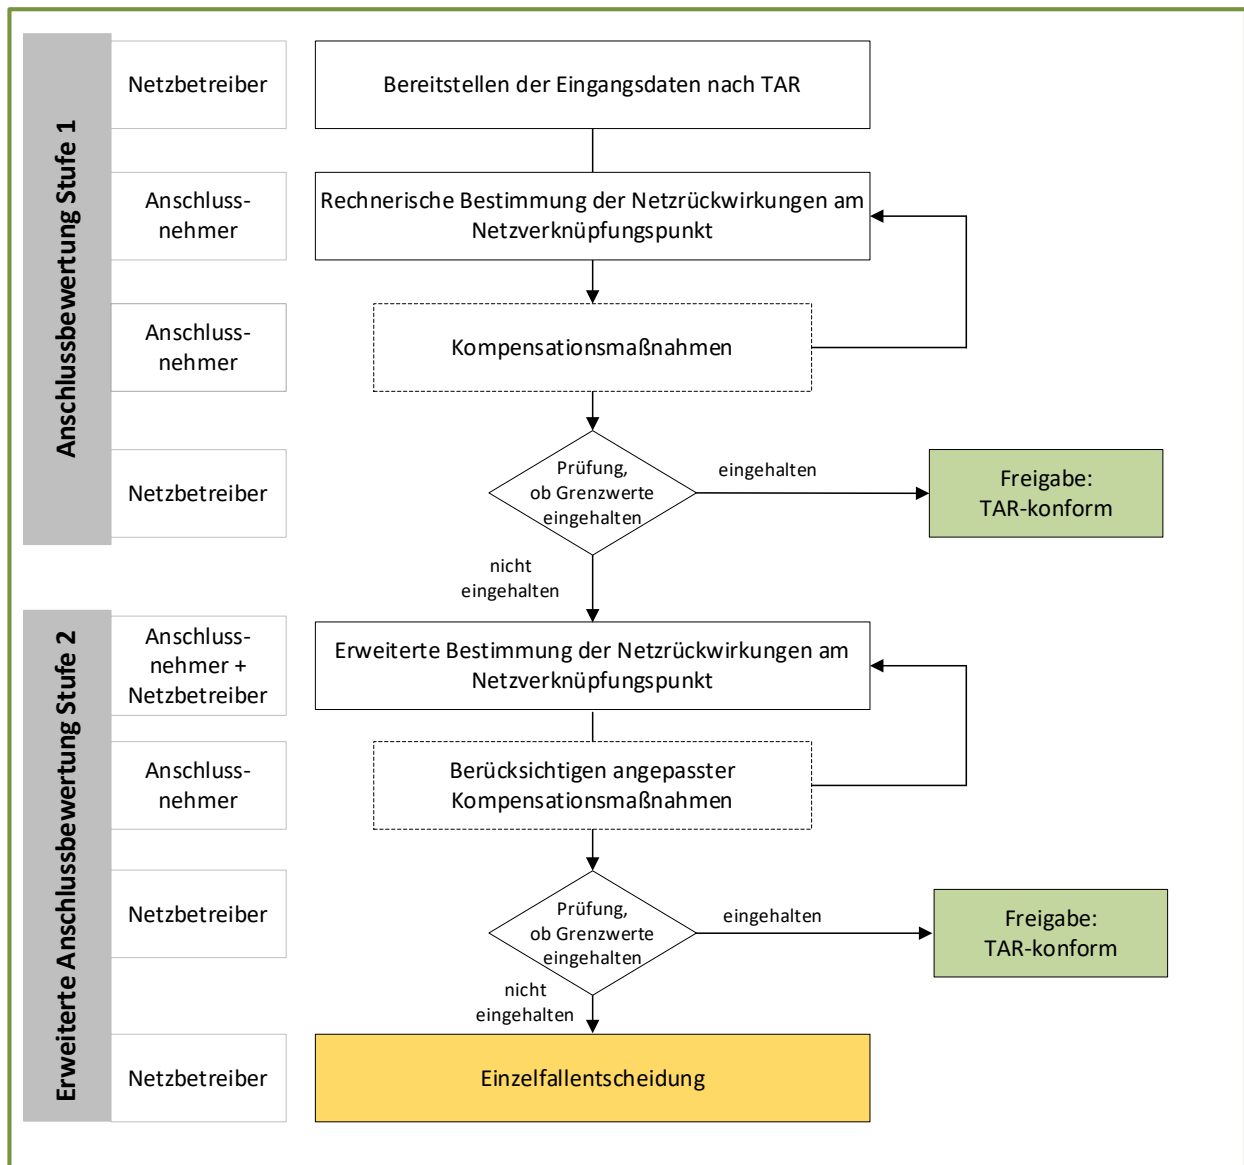 Anschlussbewertung Stufe 1
Netzbetreiber
Bereitstellen der Eingangsdaten nach TAR
Anschluss-
nehmer
Rechnerische Bestimmung der Netzrückwirkungen am
Netzverknüpfungspunkt
Anschluss-
nehmer
Kompensationsmaßnahmen
Netzbetreiber
Prüfung,
ob Grenzwerte
eingehalten
eingehalten
Freigabe:
TAR-konform
nicht
eingehalten
Erweiterte Anschlussbewertung Stufe 2
Anschluss-
nehmer +
Netzbetreiber
Erweiterte Bestimmung der Netzrückwirkungen am
Netzverknüpfungspunkt
Anschluss-
nehmer
Berücksichtigen angepasster
Kompensationsmaßnahmen
Netzbetreiber
Prüfung,
ob Grenzwerte
eingehalten
eingehalten
Freigabe:
TAR-konform
nicht
eingehalten
Netzbetreiber
Einzelfallentscheidung